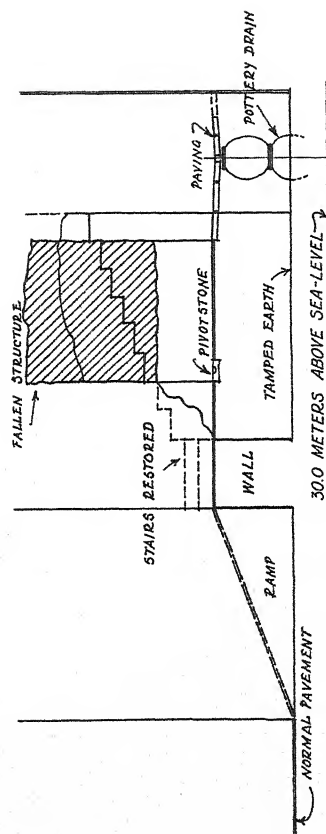 FALLEN STRUCTURE
STAIRS RESTORED
PIVOT STONE
PAVING
POTTERY DRAIN
WALL
TAMPED EARTH
RAMP
NORMAL PAVEMENT
30.0 METERS ABOVE SEA-LEVEL